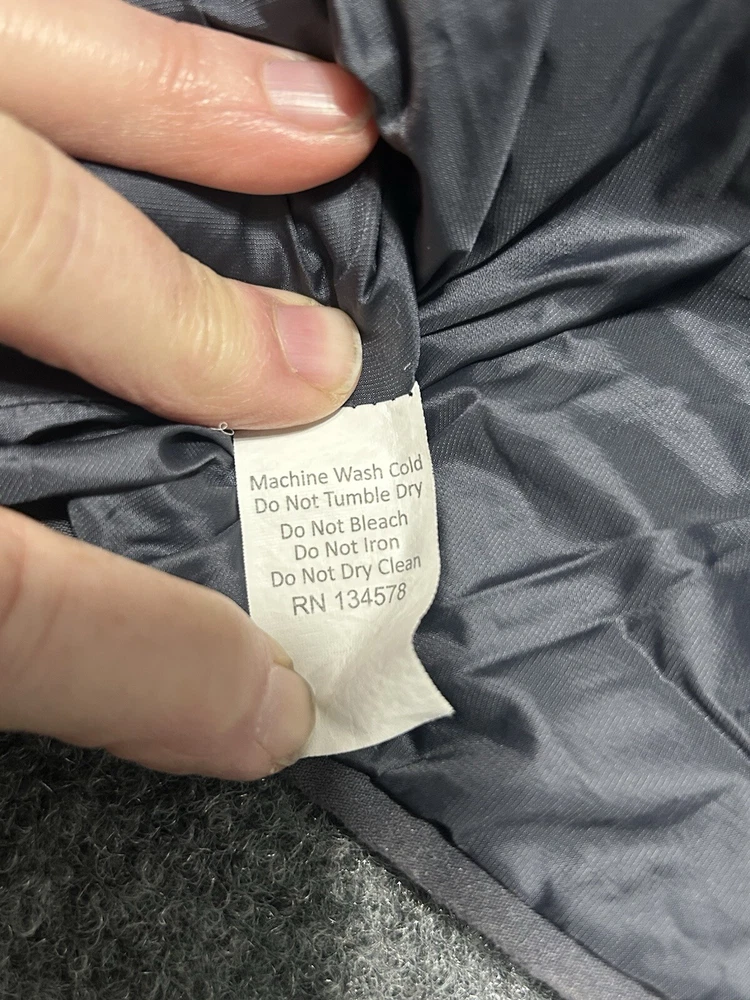 Machine Wash Cold
Do Not Tumble Dry
Do Not Bleach
Do Not Iron
Do Not Dry Clean
RN 134578